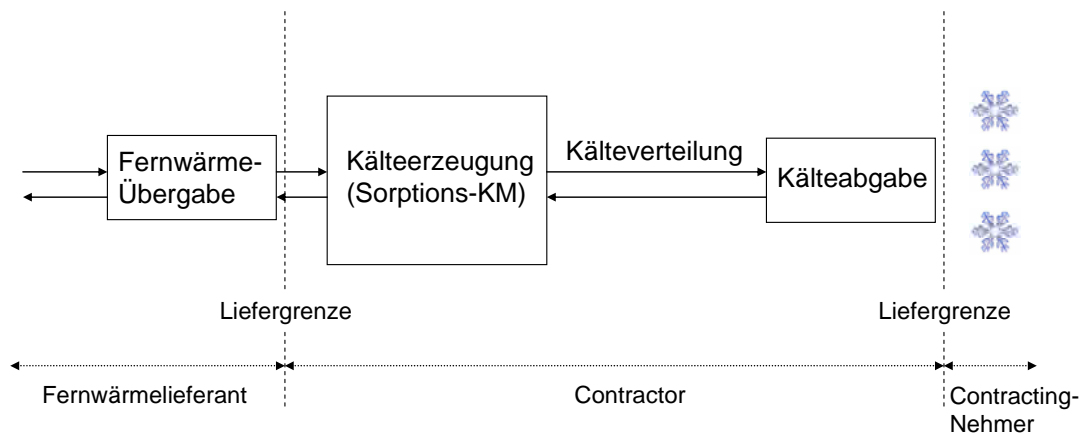 Fernwärme-
Übergabe
Kälteerzeugung
(Sorptions-KM)
Kälteverteilung
Kälteabgabe
Liefergrenze
Liefergrenze
Fernwärmelieferant
Contractor
Contracting-
Nehmer